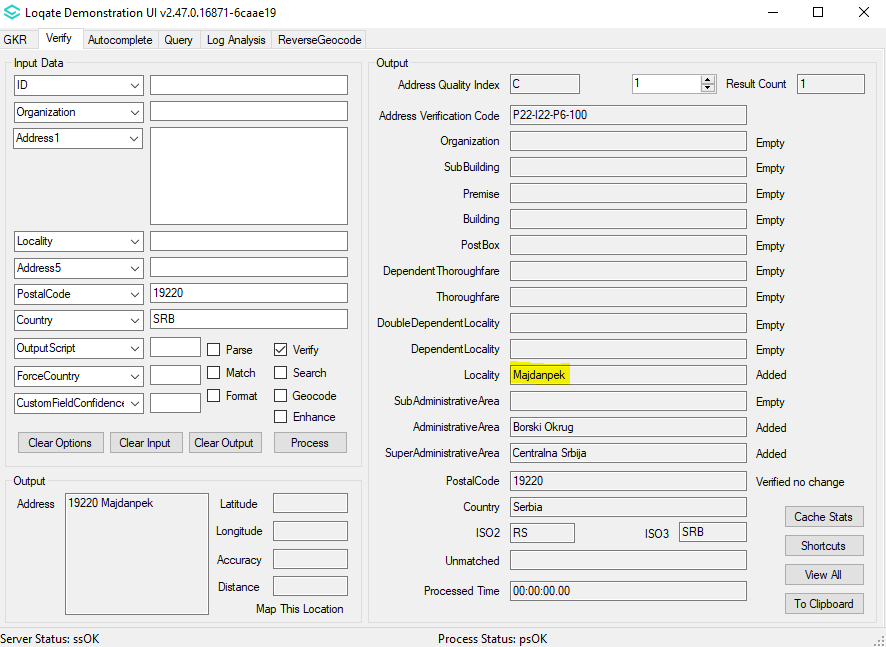 Loqate Demonstration UI v2.47.0.16871-6caae19
GKR Verify Autocomplete Query Log Analysis ReverseGeocode
Input Data
ID
Organization
Address1
Locality
Address5
PostalCode 19220
Country SRB
OutputScript Parse Verify
ForceCountry Match Search
CustomFieldConfidence Format Geocode
Enhance
Clear Options Clear Input Clear Output Process
Output
Address 19220 Majdanpek Latitude
Longitude
Accuracy
Distance
Map This Location
Output
Address Quality Index C 1 Result Count 1
Address Verification Code P22-I22-P6-100
Organization Empty
SubBuilding Empty
Premise Empty
Building Empty
PostBox Empty
DependentThoroughfare Empty
Thoroughfare Empty
DoubleDependentLocality Empty
DependentLocality Empty
Locality Majdanpek Added
SubAdministrativeArea Empty
AdministrativeArea Borski Okrug Added
SuperAdministrativeArea Centralna Srbija Added
PostalCode 19220 Verified no change
Country Serbia
ISO2 RS ISO3 SRB
Unmatched
Processed Time 00:00:00.00
Cache Stats
Shortcuts
View All
To Clipboard
Server Status: ssOK Process Status: psOK